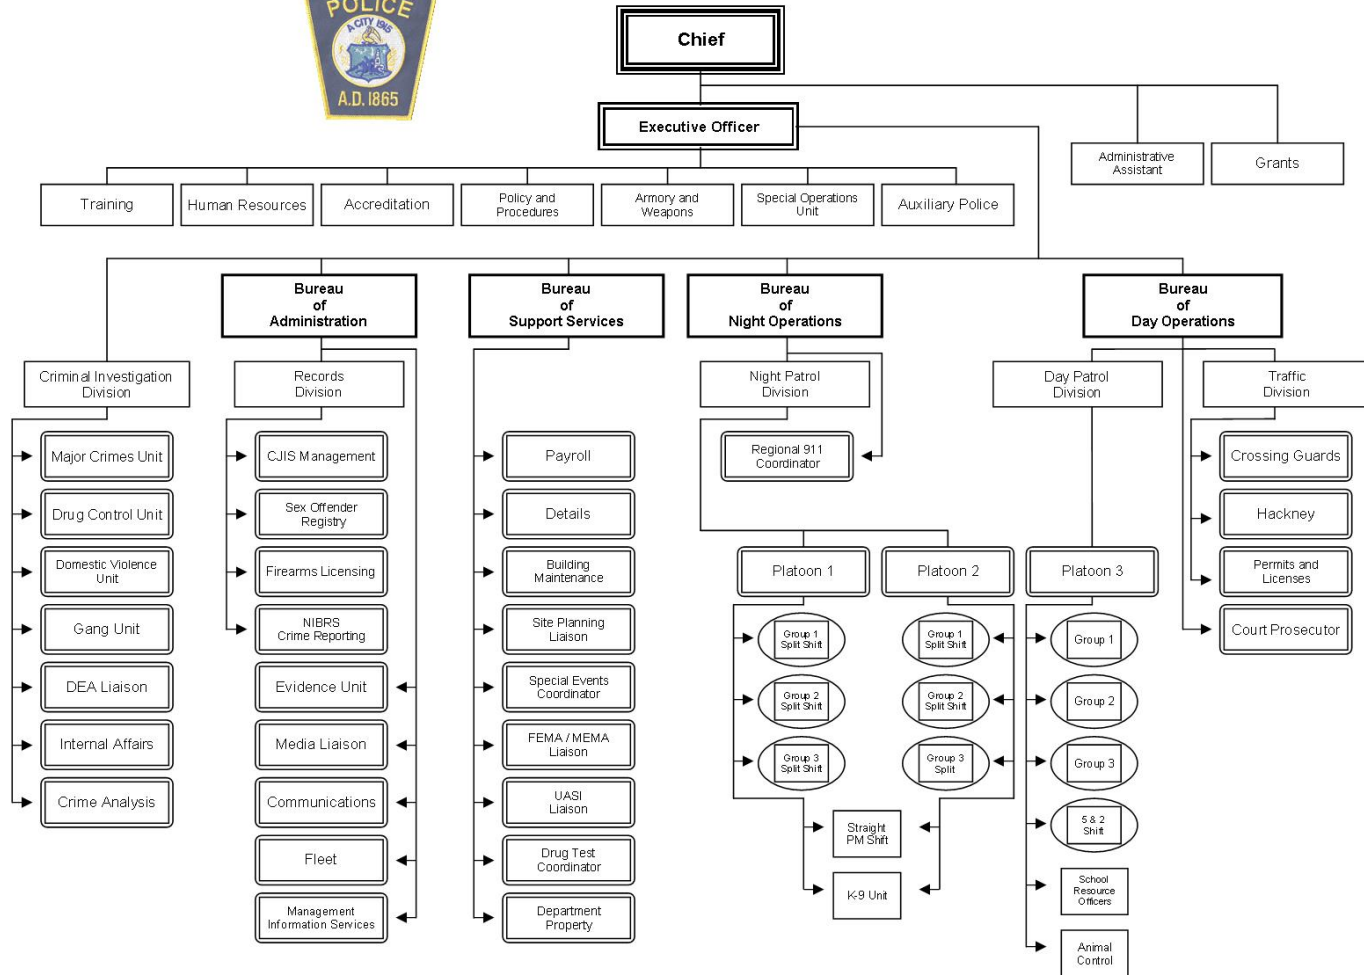 POLICE
A CITY 1915
A.D. 1865
Chief
Executive Officer
Administrative
Assistant
Grants
Training
Human Resources
Accreditation
Policy and
Procedures
Armory and
Weapons
Special Operations
Unit
Auxiliary Police
Bureau
of
Administration
Bureau
of
Support Services
Bureau
of
Night Operations
Bureau
of
Day Operations
Criminal Investigation
Division
Records
Division
Night Patrol
Division
Day Patrol
Division
Traffic
Division
Major Crimes Unit
Drug Control Unit
Domestic Violence
Unit
Gang Unit
DEA Liaison
Internal Affairs
Crime Analysis
CJIS Management
Sex Offender
Registry
Firearms Licensing
NIBRS
Crime Reporting
Evidence Unit
Media Liaison
Communications
Fleet
Management
Information Services
Payroll
Details
Building
Maintenance
Site Planning
Liaison
Special Events
Coordinator
FEMA / MEMA
Liaison
UASI
Liaison
Drug Test
Coordinator
Department
Property
Regional 911
Coordinator
Platoon 1
Group 1
Split Shift
Group 2
Split Shift
Group 3
Split Shift
Platoon 2
Group 1
Split Shift
Group 2
Split Shift
Group 3
Split
Straight
PM Shift
K-9 Unit
Platoon 3
Group 1
Group 2
Group 3
5 & 2
Shift
School
Resource
Officers
Animal
Control
Crossing Guards
Hackney
Permits and
Licenses
Court Prosecutor